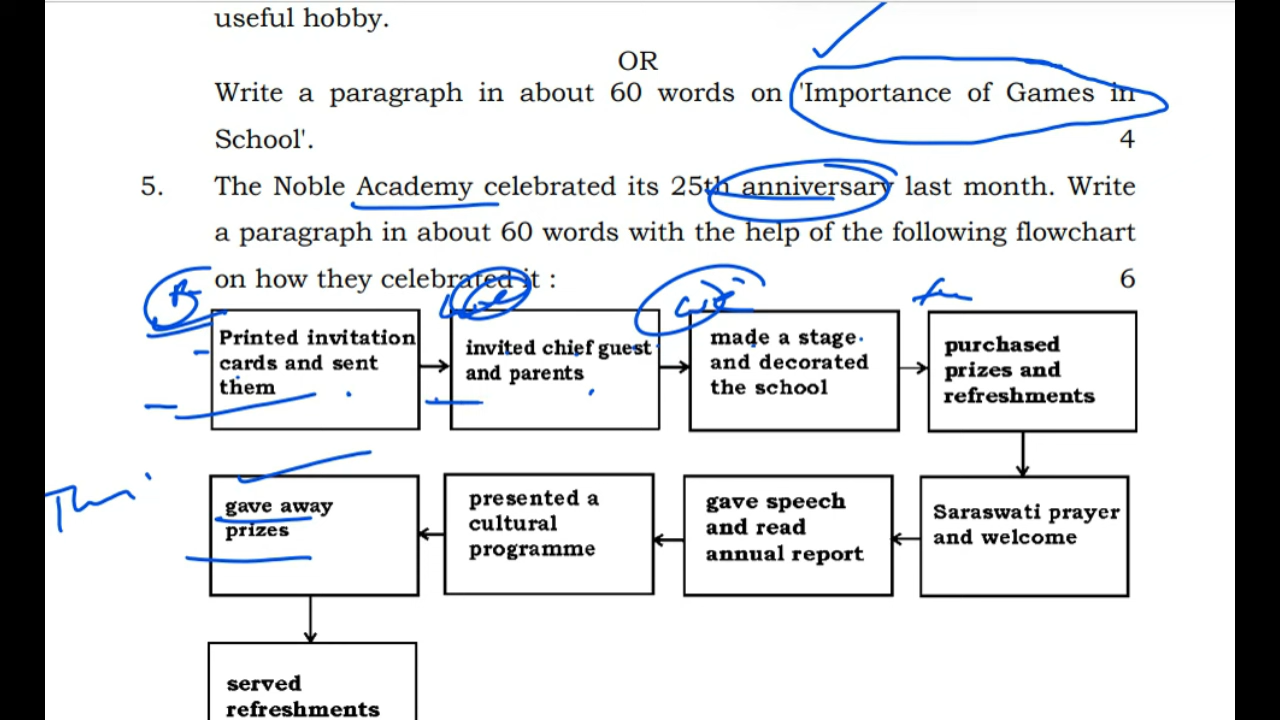 useful hobby.
OR
Write a paragraph in about 60 words on 'Importance of Games in
School'. 4
5. The Noble Academy celebrated its 25th anniversary last month. Write
a paragraph in about 60 words with the help of the following flowchart
on how they celebrated it : 6
Printed invitation
cards and sent
them
invited chief guest
and parents
made a stage
and decorated
the school
purchased
prizes and
refreshments
Saraswati prayer
and welcome
gave speech
and read
annual report
presented a
cultural
programme
gave away
prizes
served
refreshments